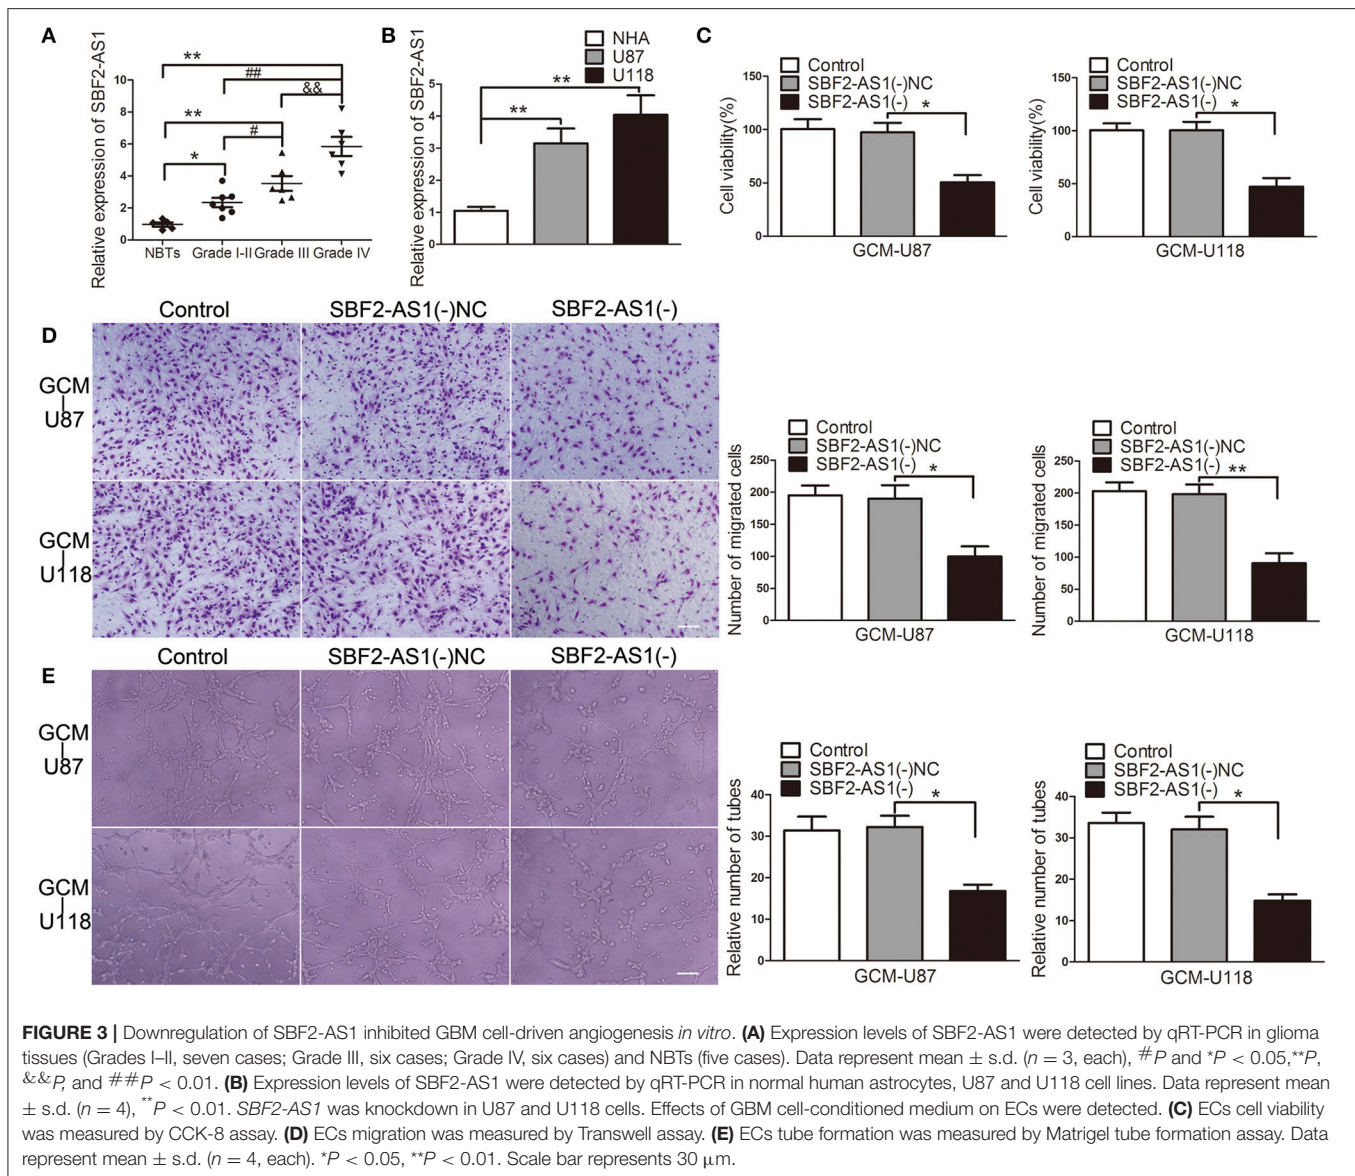 A
Relative expression of SBF2-AS1
10
8
6
4
2
0
**
##
&&
**
#
*
NBTs Grade I-II Grade III Grade IV
B
Relative expression of SBF2-AS1
NHA
U87
U118
5
4
3
2
1
0
**
**
C
Control
SBF2-AS1(-)NC
SBF2-AS1(-)
Cell viability(%)
150
100
50
0
*
GCM-U87
Control
SBF2-AS1(-)NC
SBF2-AS1(-)
Cell viability(%)
150
100
50
0
*
GCM-U118
D
Control SBF2-AS1(-)NC SBF2-AS1(-)
GCM
U87
GCM
U118
Control
SBF2-AS1(-)NC
SBF2-AS1(-)
Number of migrated cells
250
200
150
100
50
0
*
GCM-U87
Control
SBF2-AS1(-)NC
SBF2-AS1(-)
Number of migrated cells
250
200
150
100
50
0
**
GCM-U118
E
Control SBF2-AS1(-)NC SBF2-AS1(-)
GCM
U87
GCM
U118
Control
SBF2-AS1(-)NC
SBF2-AS1(-)
Relative number of tubes
40
30
20
10
0
*
GCM-U87
Control
SBF2-AS1(-)NC
SBF2-AS1(-)
Relative number of tubes
40
30
20
10
0
*
GCM-U118
FIGURE 3 | Downregulation of SBF2-AS1 inhibited GBM cell-driven angiogenesis in vitro. (A) Expression levels of SBF2-AS1 were detected by qRT-PCR in glioma
tissues (Grades I–II, seven cases; Grade III, six cases; Grade IV, six cases) and NBTs (five cases). Data represent mean ± s.d. (n = 3, each), #P and *P < 0.05,**P,
&&P, and ##P < 0.01. (B) Expression levels of SBF2-AS1 were detected by qRT-PCR in normal human astrocytes, U87 and U118 cell lines. Data represent mean
± s.d. (n = 4), **P < 0.01. SBF2-AS1 was knockdown in U87 and U118 cells. Effects of GBM cell-conditioned medium on ECs were detected. (C) ECs cell viability
was measured by CCK-8 assay. (D) ECs migration was measured by Transwell assay. (E) ECs tube formation was measured by Matrigel tube formation assay. Data
represent mean ± s.d. (n = 4, each). *P < 0.05, **P < 0.01. Scale bar represents 30 μm.